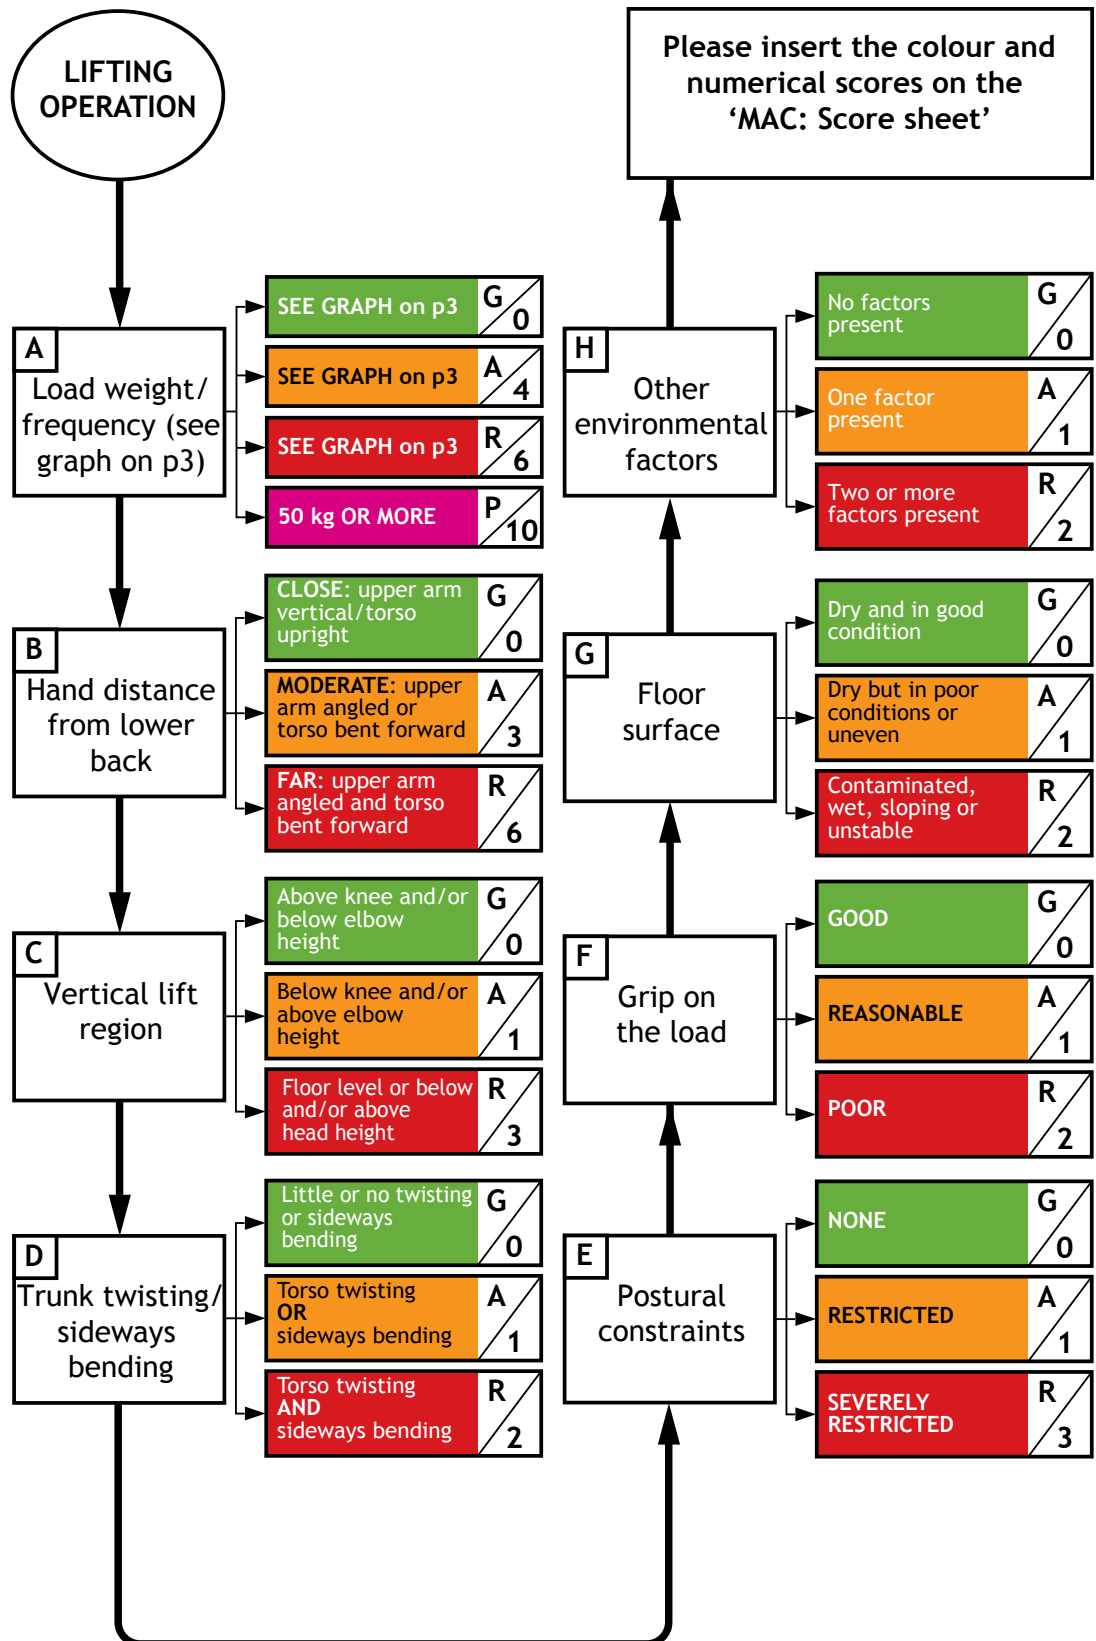 LIFTING
OPERATION
A
Load weight/
frequency (see
graph on p3)
SEE GRAPH on p3
G
0
SEE GRAPH on p3
A
4
SEE GRAPH on p3
R
6
50 kg OR MORE
P
10
B
Hand distance
from lower
back
CLOSE: upper arm
vertical/torso
upright
G
0
MODERATE: upper
arm angled or
torso bent forward
A
3
FAR: upper arm
angled and torso
bent forward
R
6
C
Vertical lift
region
Above knee and/or
below elbow
height
G
0
Below knee and/or
above elbow
height
A
1
Floor level or below
and/or above
head height
R
3
D
Trunk twisting/
sideways
bending
Little or no twisting
or sideways
bending
G
0
Torso twisting
OR
sideways bending
A
1
Torso twisting
AND
sideways bending
R
2
E
Postural
constraints
NONE
G
0
RESTRICTED
A
1
SEVERELY
RESTRICTED
R
3
F
Grip on
the load
GOOD
G
0
REASONABLE
A
1
POOR
R
2
G
Floor
surface
Dry and in good
condition
G
0
Dry but in poor
conditions or
uneven
A
1
Contaminated,
wet, sloping or
unstable
R
2
H
Other
environmental
factors
No factors
present
G
0
One factor
present
A
1
Two or more
factors present
R
2
Please insert the colour and
numerical scores on the
‘MAC: Score sheet’